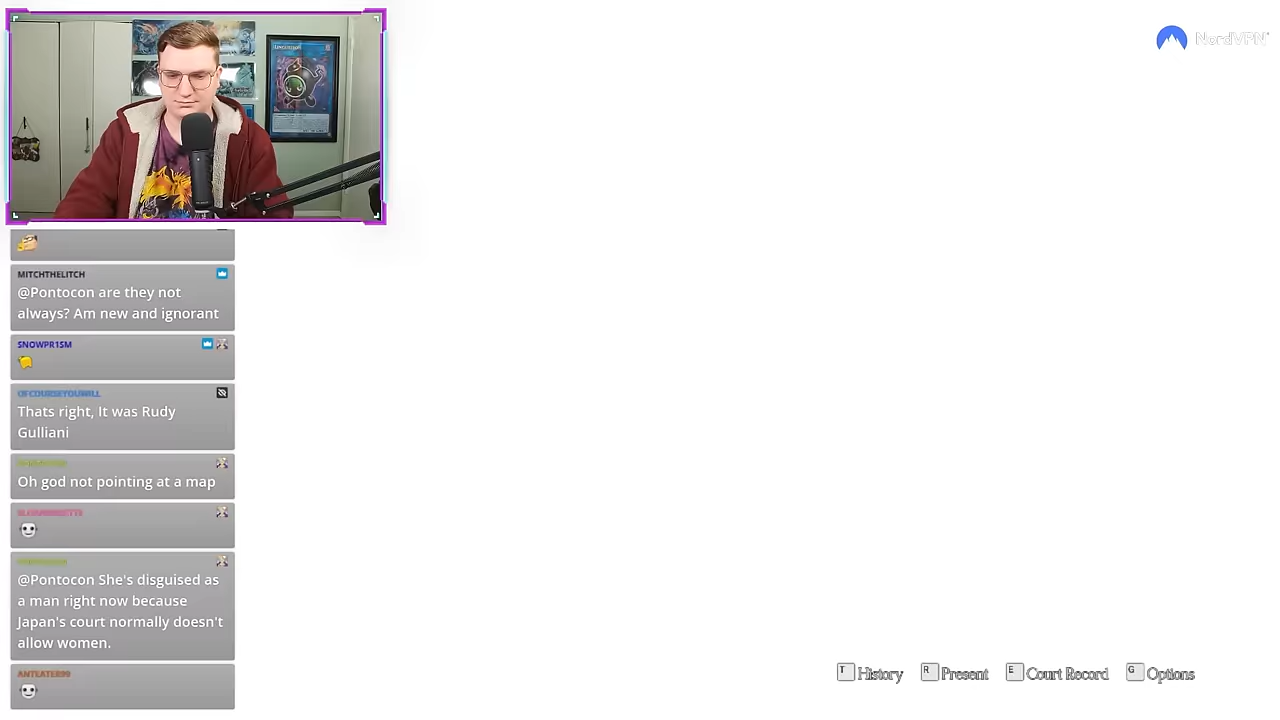 NordVPN
MITCHTHELITCH
@Pontocon are they not
always? Am new and ignorant
SNOWPR1SM
OFCOURSEYOUWILL
Thats right, It was Rudy
Gulliani
Oh god not pointing at a map
@Pontocon She's disguised as
a man right now because
Japan's court normally doesn't
allow women.
ANTEATER99
T History R Present E Court Record G Options